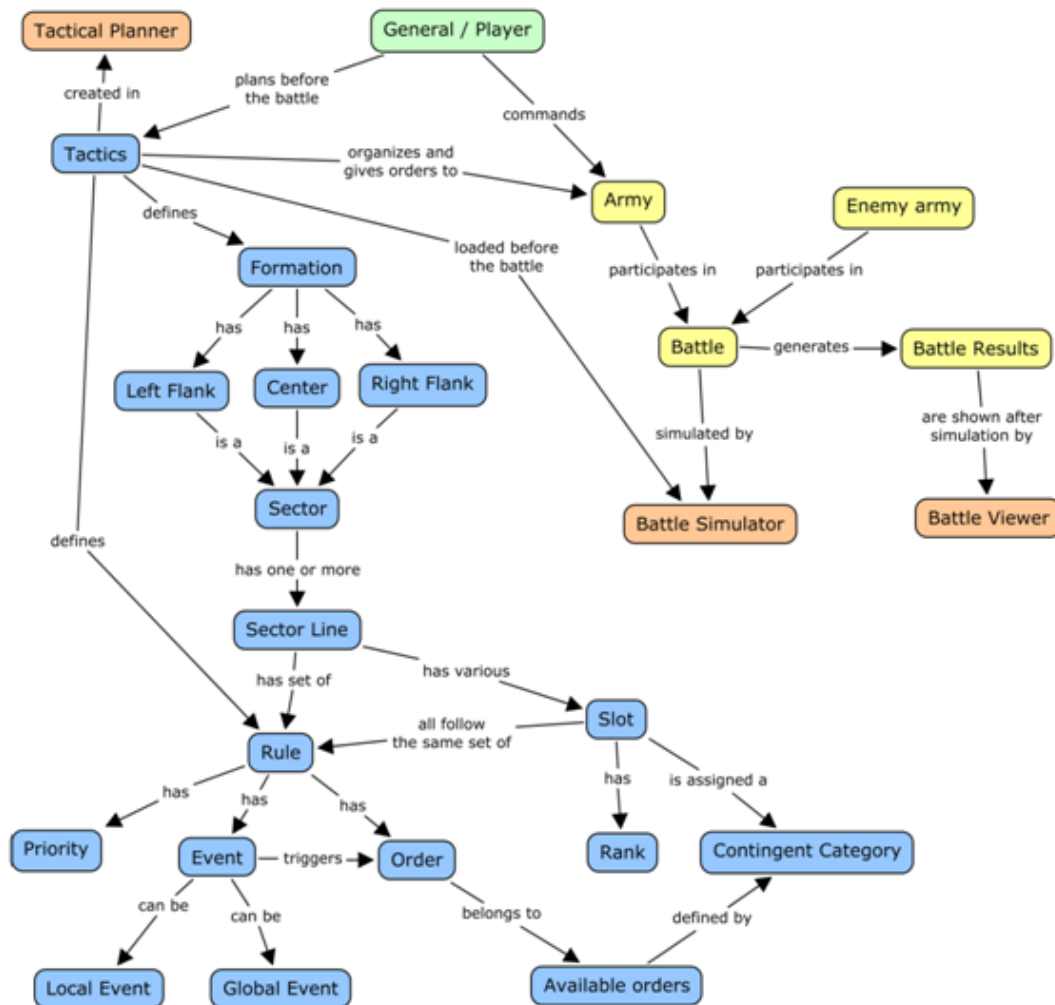 Tactical Planner
General / Player
created in
plans before
the battle
commands
Tactics
organizes and
gives orders to
Army
Enemy army
defines
loaded before
the battle
participates in
participates in
Formation
has
has
has
Battle
generates
Battle Results
Left Flank
Center
Right Flank
is a
is a
is a
simulated by
are shown after
simulation by
Sector
Battle Simulator
Battle Viewer
defines
has one or more
Sector Line
has set of
has various
Slot
all follow
the same set of
Rule
has
has
has
has
is assigned a
Priority
Event
triggers
Order
Rank
Contingent Category
can be
can be
belongs to
defined by
Local Event
Global Event
Available orders